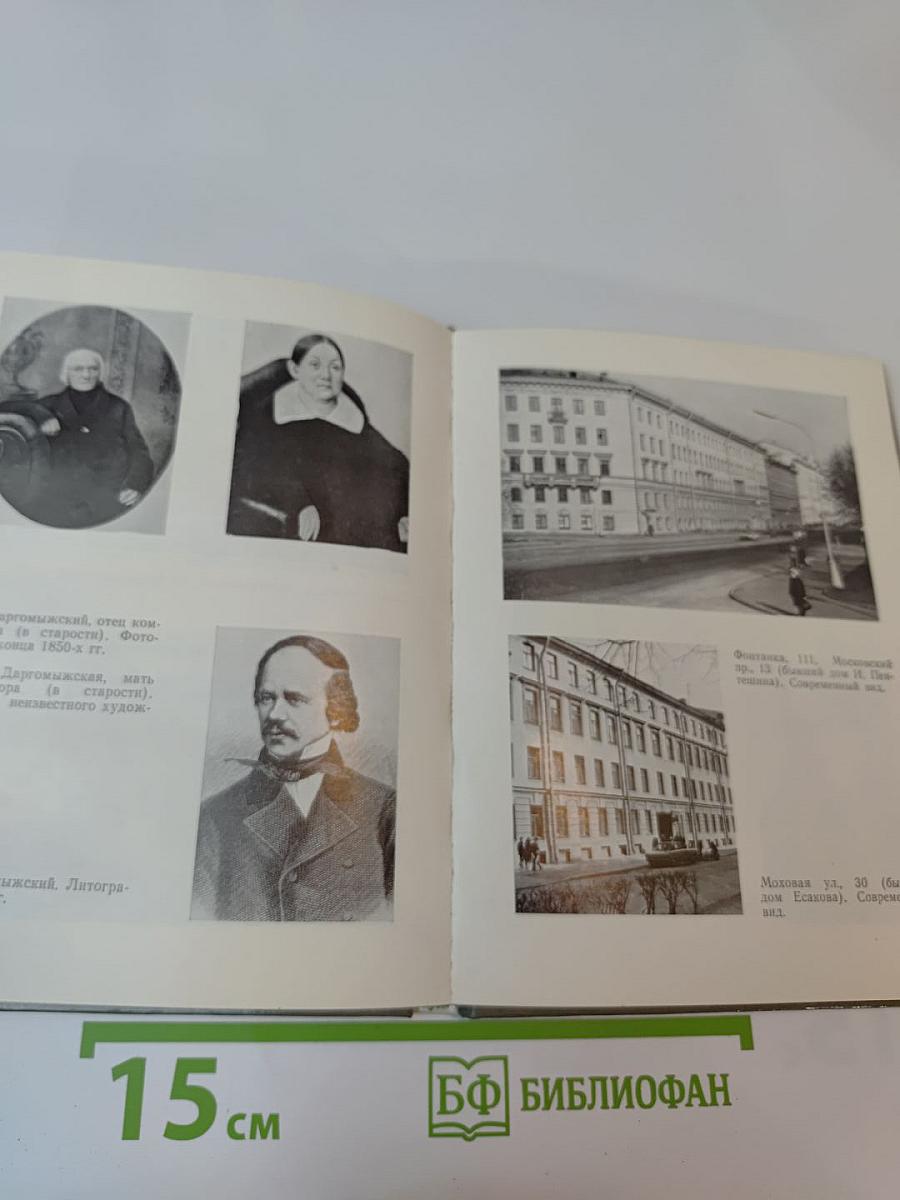 аргомыжский, отец ком-
а (в старости). Фото-
конца 1850-х гг.
Даргомыжская, мать
ора (в старости).
неизвестного худож-
мыжский. Литогра-
г.
Фонтанка, 111, Московский
пр., 13 (бывший дом И. Пен-
тешина). Современный вид.
Моховая ул., 30 (бы
дом Есакова). Совреме
вид.
15 см
БФ БИБЛИОФАН